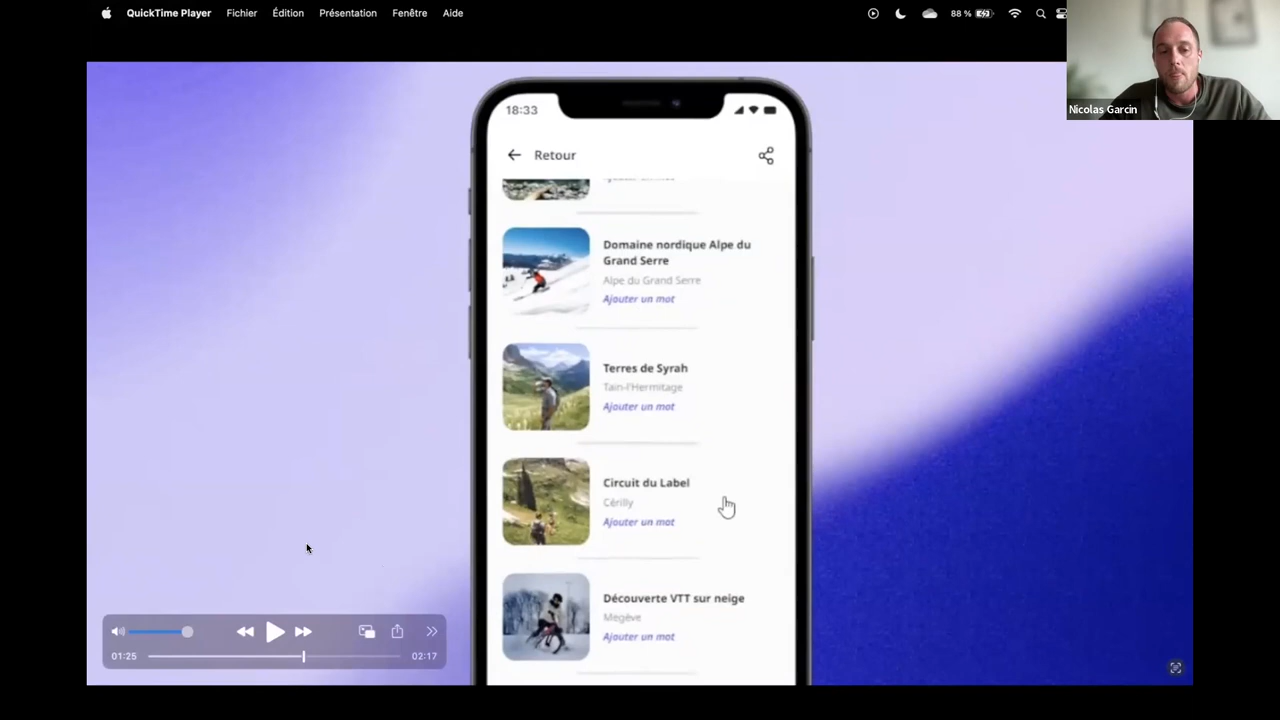 QuickTime Player Fichier Édition Présentation Fenêtre Aide
88 %
Nicolas Garcin
18:33
Retour
Domaine nordique Alpe du
Grand Serre
Alpe du Grand Serre
Ajouter un mot
Terres de Syrah
Tain-l'Hermitage
Ajouter un mot
Circuit du Label
Cérilly
Ajouter un mot
Découverte VTT sur neige
Megève
Ajouter un mot
01:25
02:17